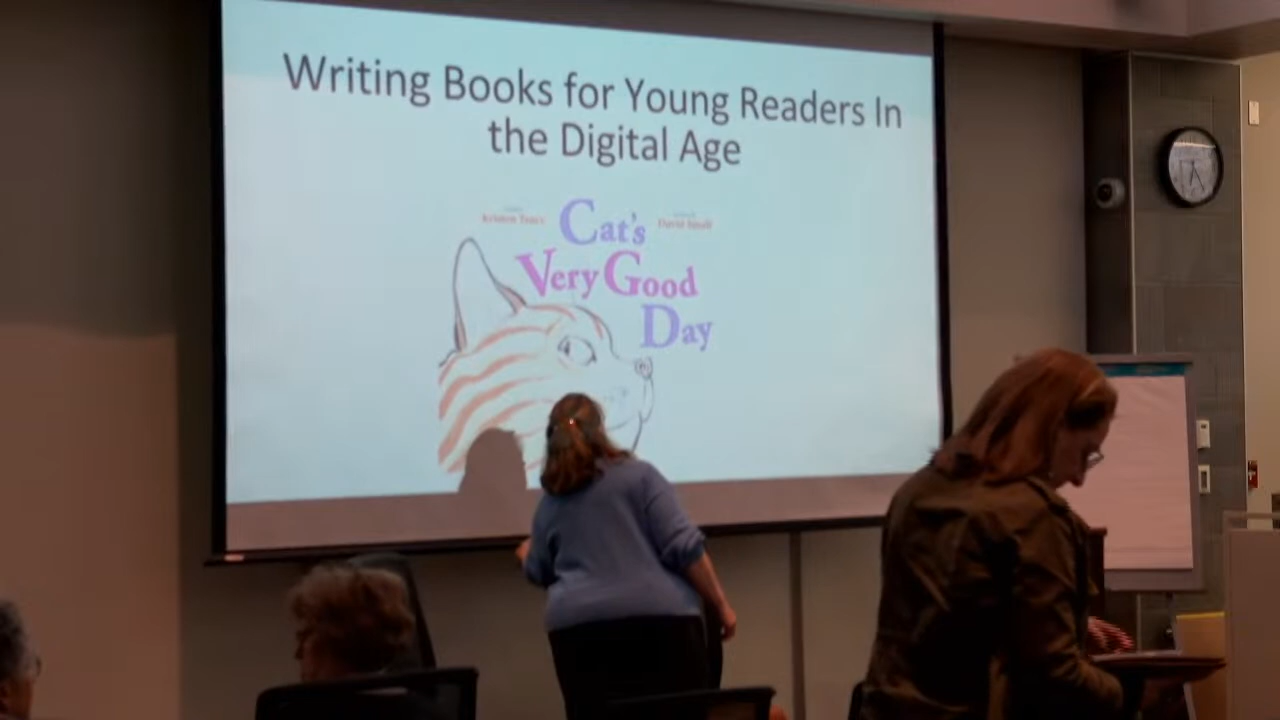 Writing Books for Young Readers In
the Digital Age
Cat's
Very Good
Day